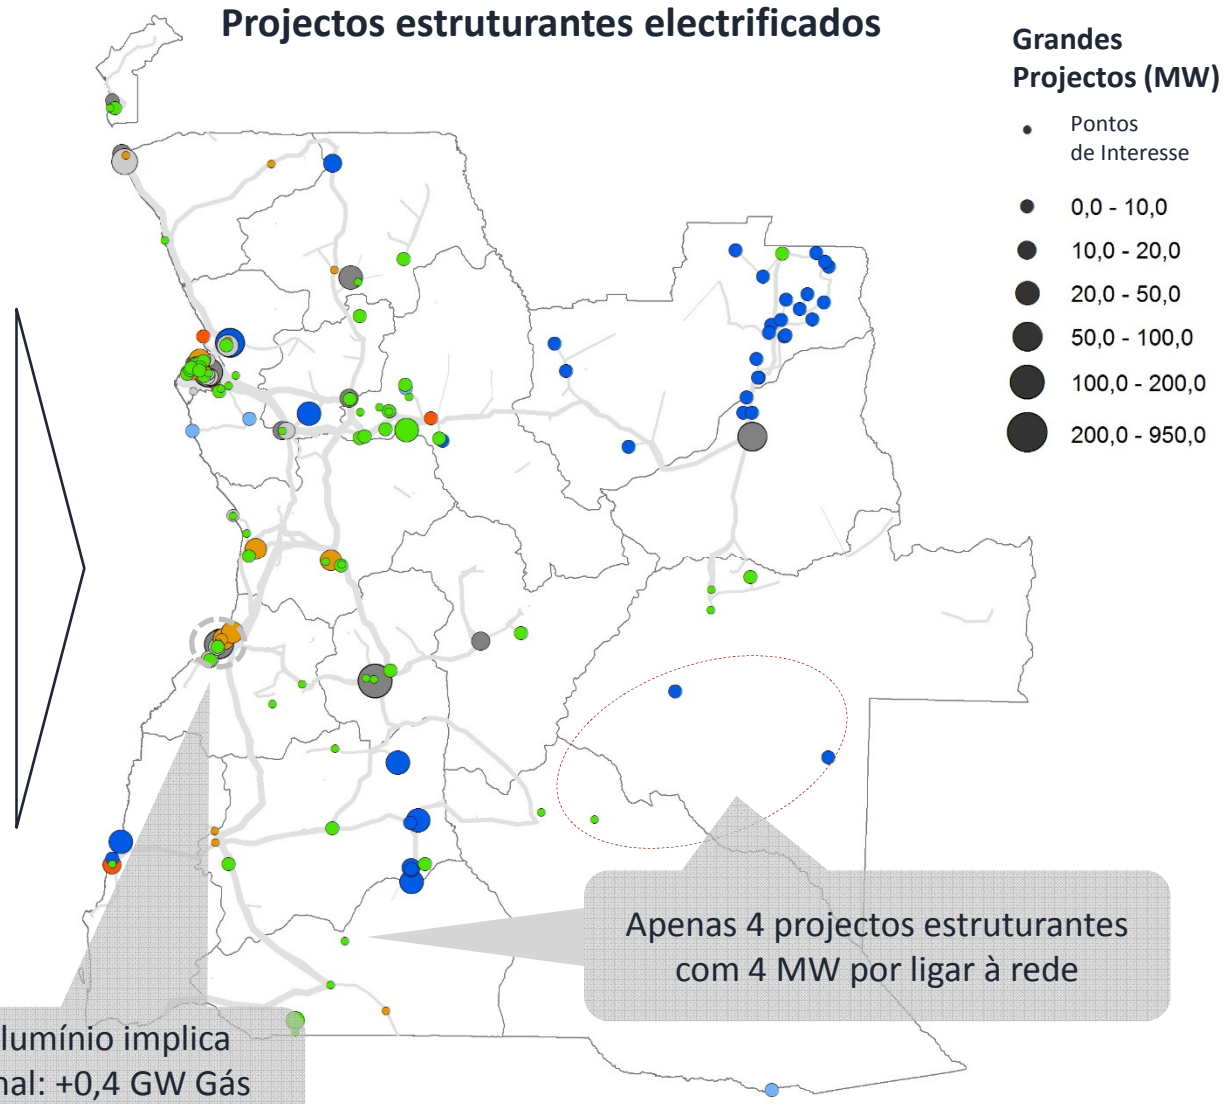 Projectos estruturantes electrificados
Grandes
Projectos (MW)
Pontos
de Interesse
0,0 - 10,0
10,0 - 20,0
20,0 - 50,0
50,0 - 100,0
100,0 - 200,0
200,0 - 950,0
Apenas 4 projectos estruturantes
com 4 MW por ligar à rede
lumínio implica
nal: +0,4 GW Gás